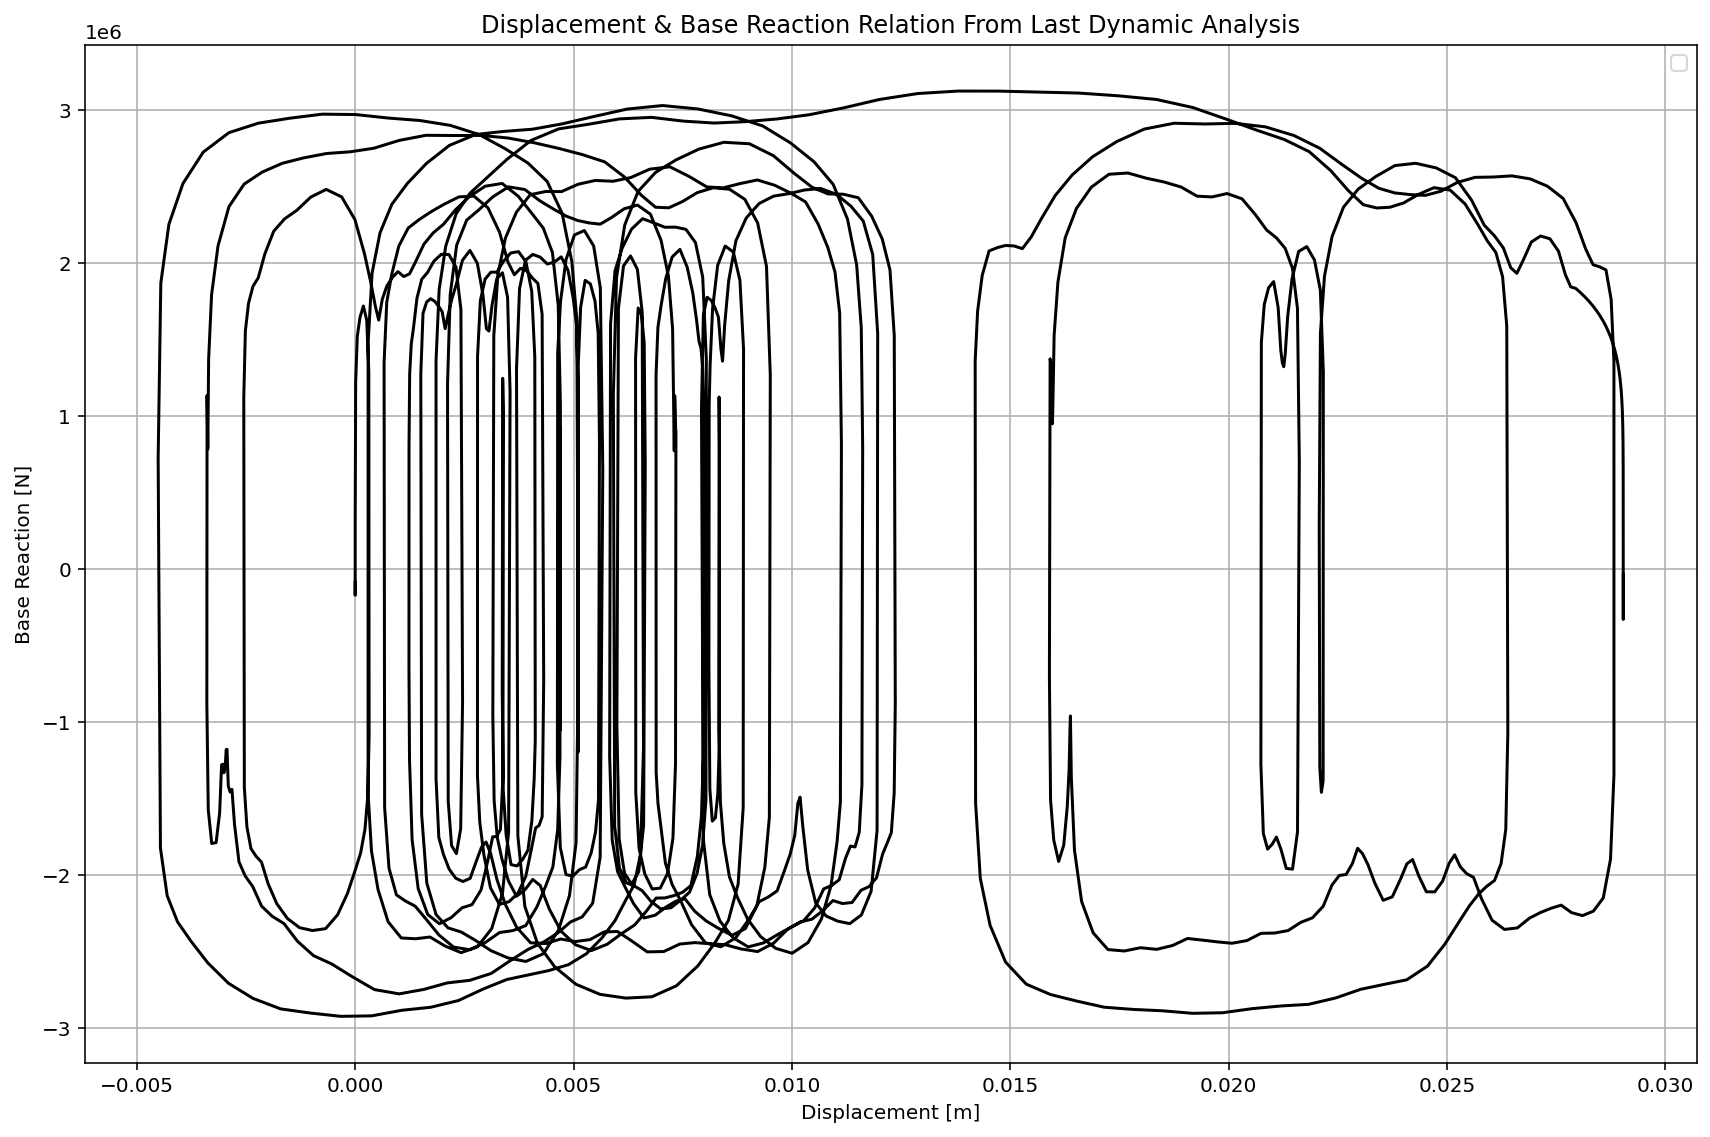 Displacement & Base Reaction Relation From Last Dynamic Analysis
1e6
3
2
1
0
−1
−2
−3
Base Reaction [N]
−0.005 0.000 0.005 0.010 0.015 0.020 0.025 0.030
Displacement [m]